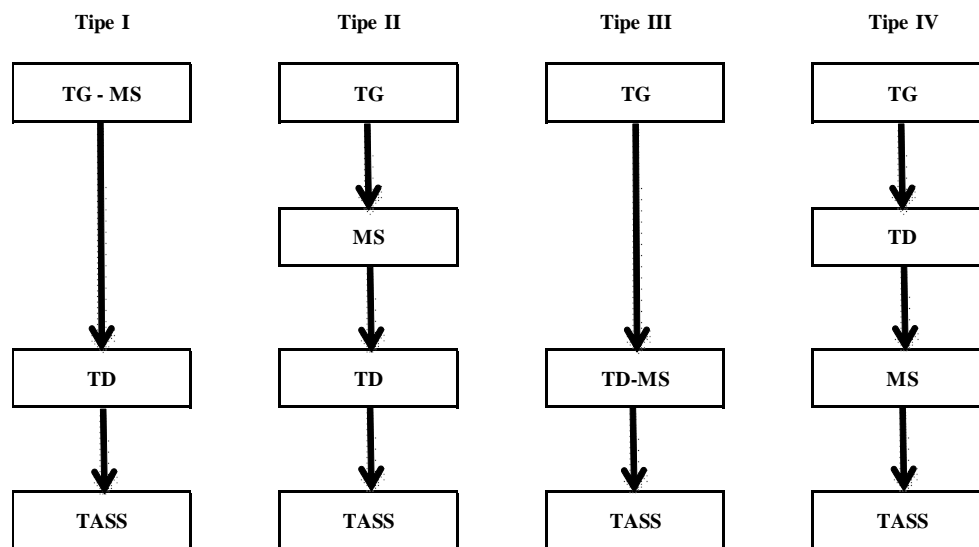 Tipe I
Tipe II
Tipe III
Tipe IV
TG - MS
TG
TG
TG
MS
TD
TD
TD
TD-MS
MS
TASS
TASS
TASS
TASS